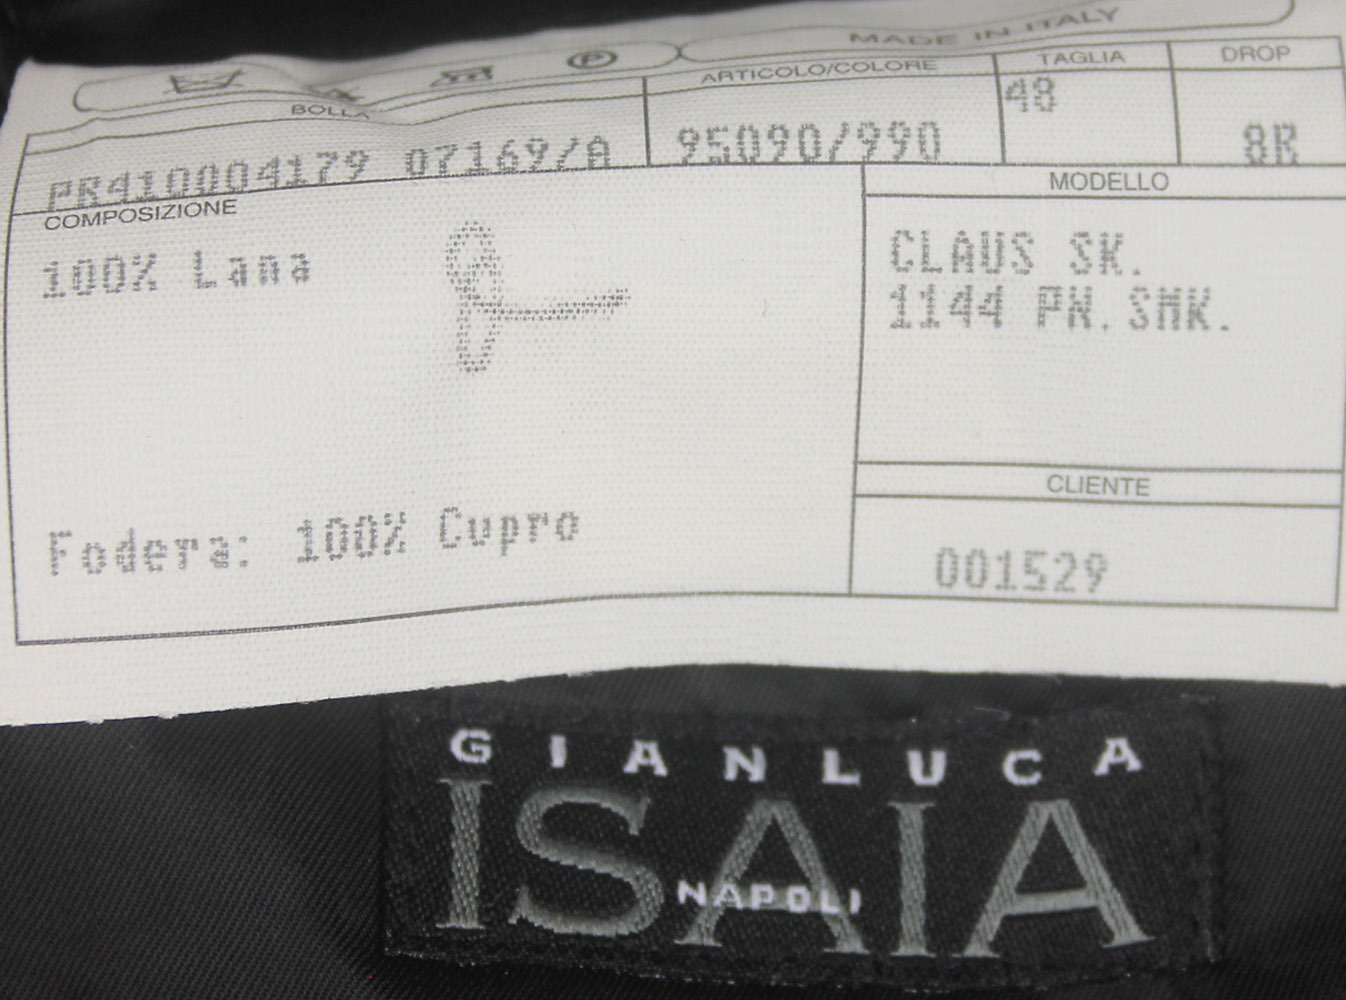 MADE IN ITALY
BOLLA ARTICOLO/COLORE TAGLIA DROP
PR410004179 07169/A 95090/990 48 8R
COMPOSIZIONE MODELLO
100% Lana CLAUS SK.
1144 PW.SHK.
CLIENTE
Fodera: 100% Cupro 001529
GIANLUCA
ISAIA
NAPOLI